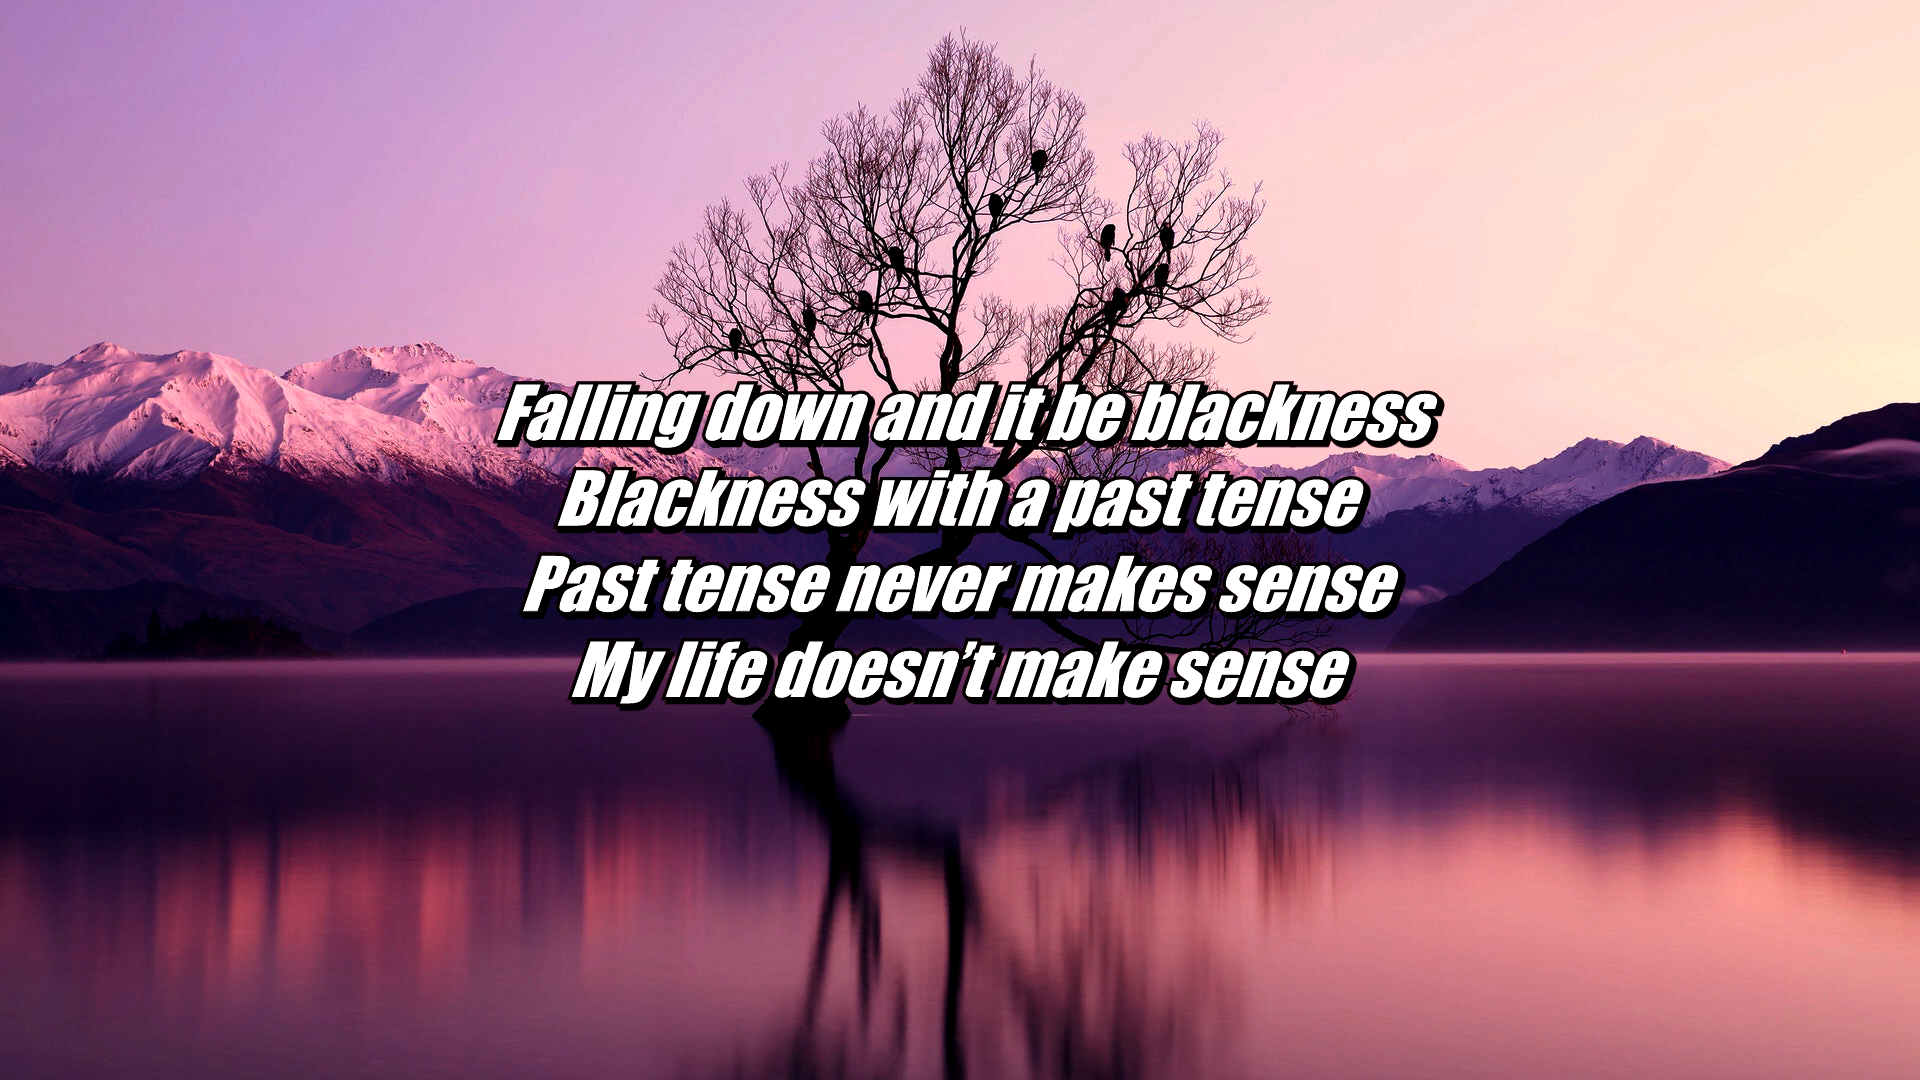 Falling down and it be blackness
Blackness with a past tense
Past tense never makes sense
My life doesn’t make sense